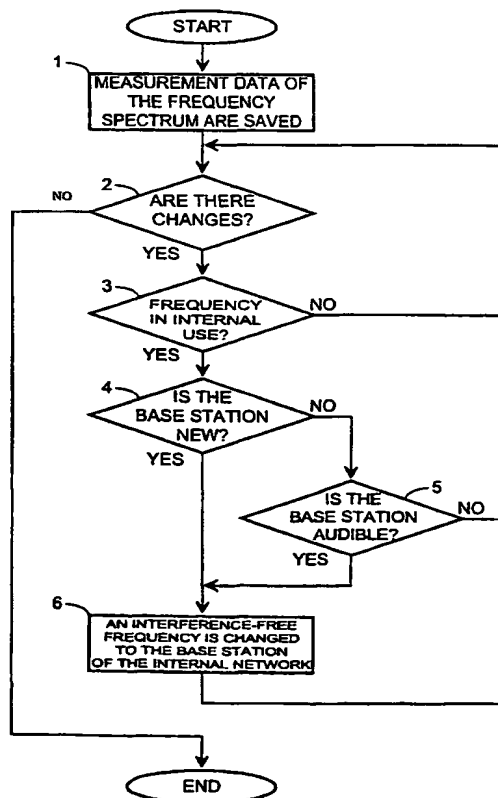 START
1
MEASUREMENT DATA OF
THE FREQUENCY
SPECTRUM ARE SAVED
2
NO
ARE THERE
CHANGES?
YES
3
FREQUENCY
IN INTERNAL
USE?
NO
YES
4
IS THE
BASE STATION
NEW?
NO
YES
5
IS THE
BASE STATION
AUDIBLE?
NO
YES
6
AN INTERFERENCE-FREE
FREQUENCY IS CHANGED
TO THE BASE STATION
OF THE INTERNAL NETWORK
END